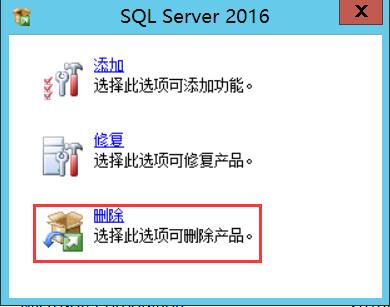 SQL Server 2016
X
添加
选择此选项可添加功能。
修复
选择此选项可修复产品。
删除
选择此选项可删除产品。